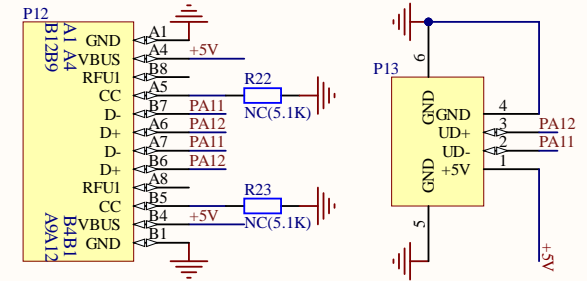 P12
A1 A4
B12B9
GND A1
VBUS A4 +5V
RFU1 B8
CC A5 R22
NC(5.1K)
D- B7 PA11
D+ A6 PA12
D- A7 PA11
D+ B6 PA12
RFU1 A8
CC B5 R23
NC(5.1K)
VBUS B4 +5V
GND B1
B4B1
A9A12
P13
6
GND
GND 4
UD+ 3 PA12
UD- 2 PA11
+5V 1
GND
5
+5V